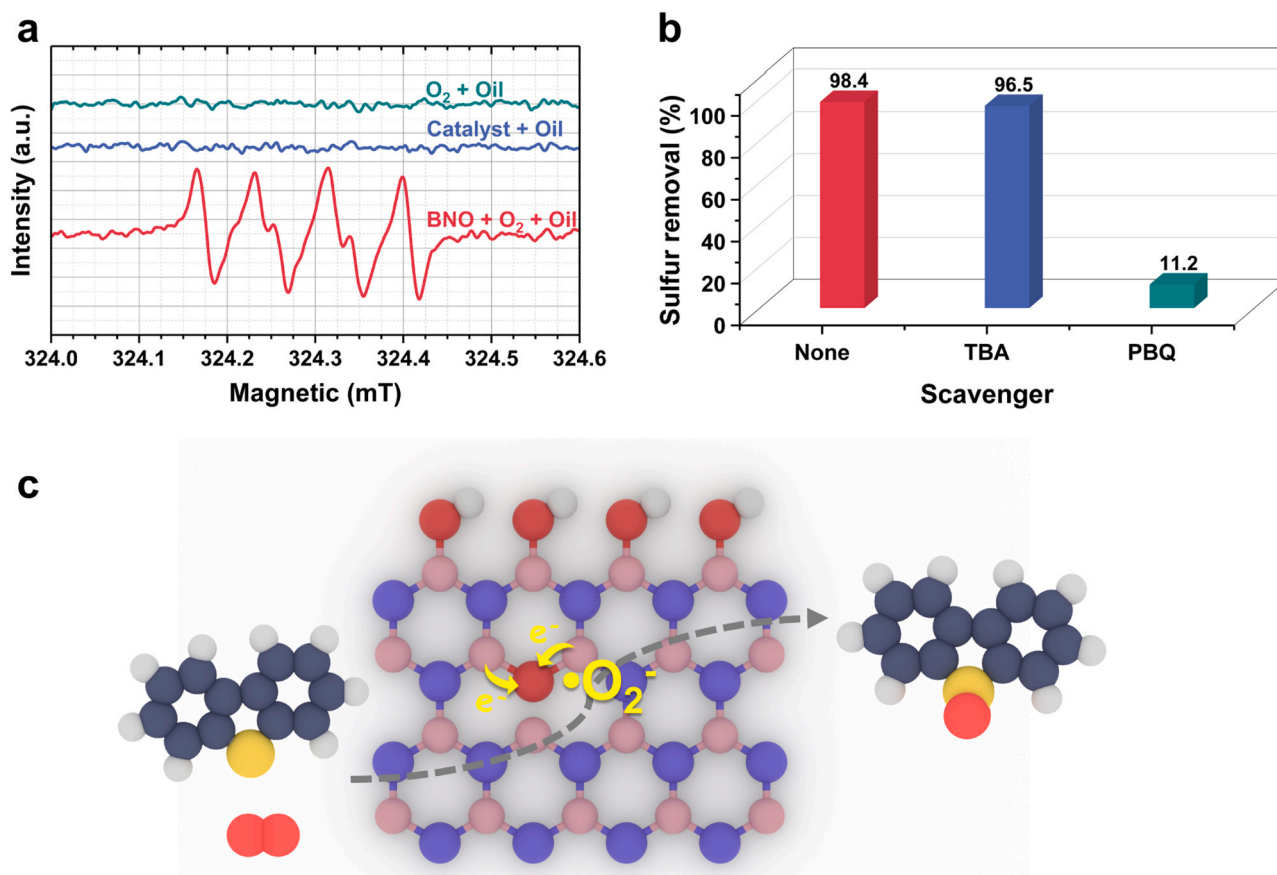 a
O₂ + Oil
Catalyst + Oil
BNO + O₂ + Oil
Intensity (a.u.)
324.0 324.1 324.2 324.3 324.4 324.5 324.6
Magnetic (mT)
b
98.4 96.5 11.2
100
80
60
40
20
0
Sulfur removal (%)
None TBA PBQ
Scavenger
c
e⁻
e⁻
•O₂⁻